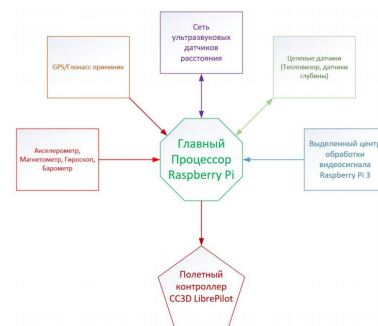 Сеть
ультразвуковых
датчиков
расстояния
GPS/Глонасс приемник
Целевые датчики
(Тепловизор, датчики
глубины)
Акселерометр,
Магнетометр, Гироскоп,
Барометр
Главный
Процессор
Raspberry Pi
Выделенный центр
обработки
видеосигнала
Raspberry Pi 3
Полетный
контроллер
CC3D LibrePilot